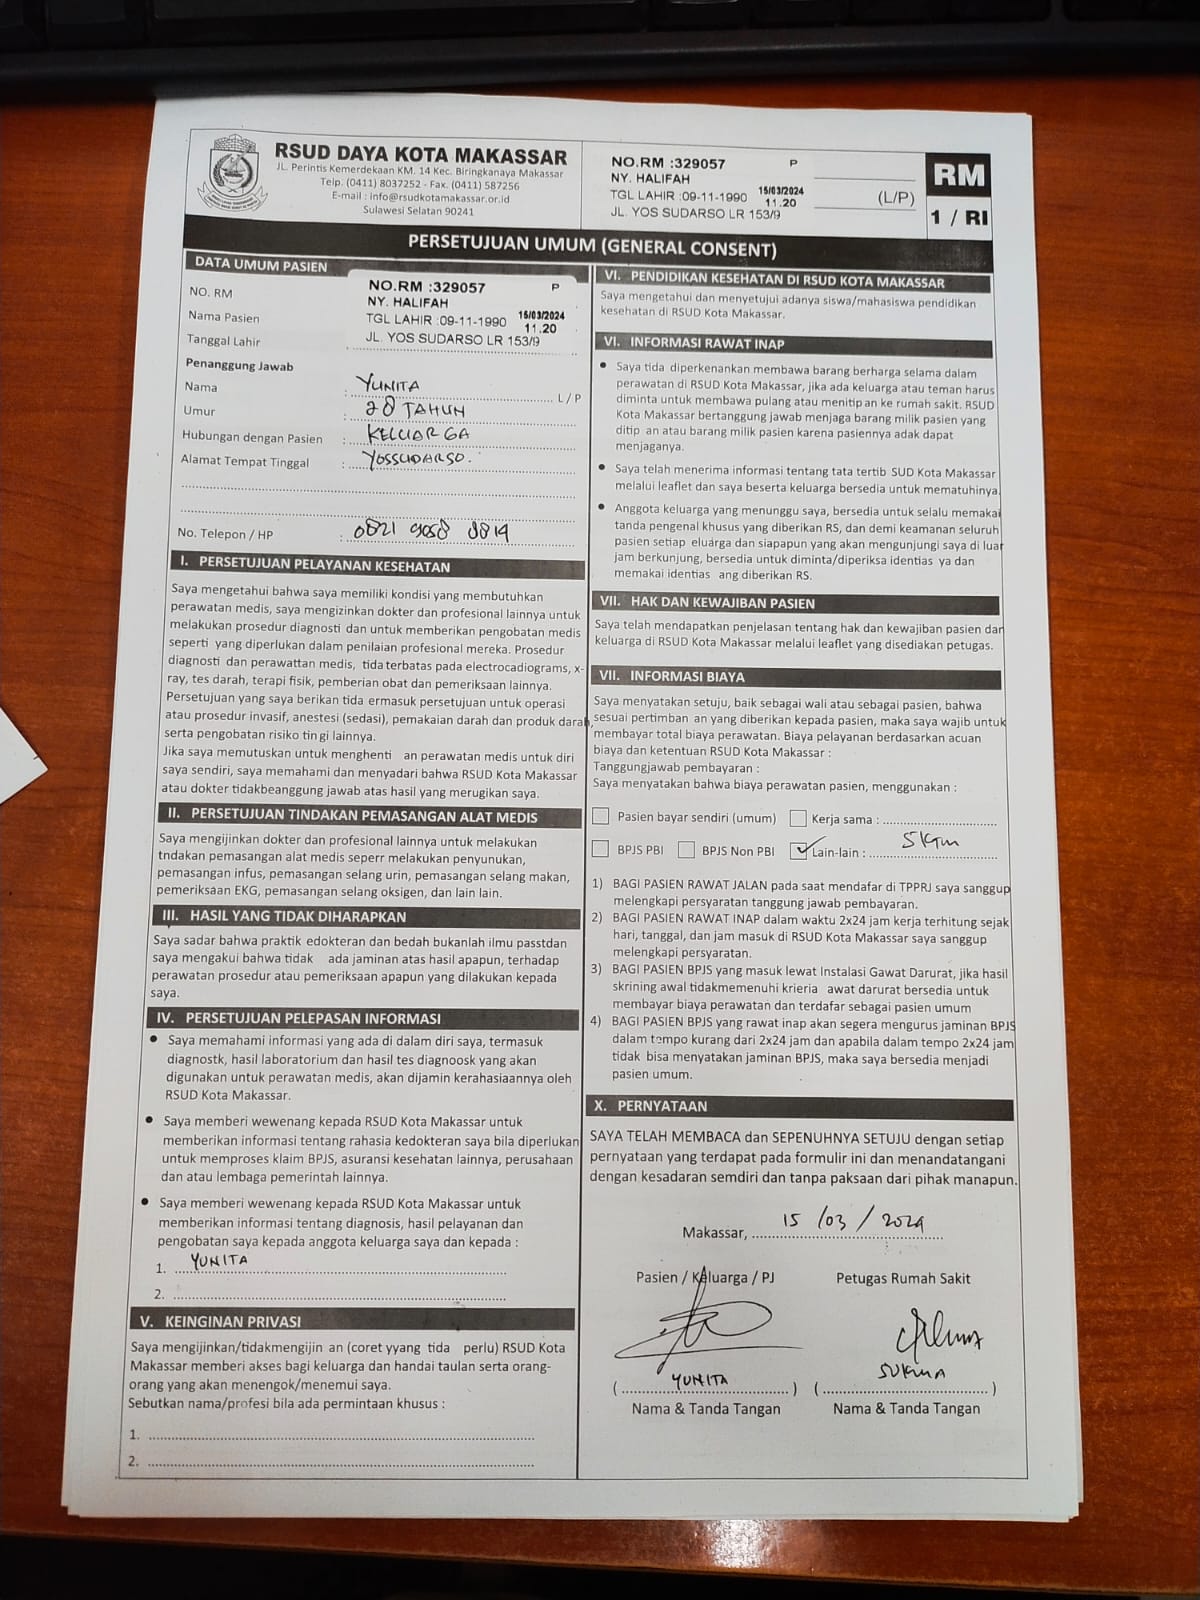 RSUD DAYA KOTA MAKASSAR
JL. Perintis Kemerdekaan KM. 14 Kec. Biringkanaya Makassar
Telp. (0411) 8037252 - Fax. (0411) 587256
E-mail : info@rsudkotamakassar.or.id
Sulawesi Selatan 90241
NO.RM :329057 P
NY. HALIFAH
TGL LAHIR :09-11-1990 15/03/2024 11.20
JL. YOS SUDARSO LR 153/9
(L/P)
RM
1 / RI
PERSETUJUAN UMUM (GENERAL CONSENT)
DATA UMUM PASIEN
NO. RM
Nama Pasien
Tanggal Lahir
NO.RM :329057 P
NY. HALIFAH
TGL LAHIR :09-11-1990 15/03/2024 11.20
JL. YOS SUDARSO LR 153/9
Penanggung Jawab
Nama : YUNITA L / P
Umur : 28 TAHUN
Hubungan dengan Pasien : KELUARGA
Alamat Tempat Tinggal : YOSSUDARSO.
No. Telepon / HP : 0821 9058 8819
I. PERSETUJUAN PELAYANAN KESEHATAN
Saya mengetahui bahwa saya memiliki kondisi yang membutuhkan
perawatan medis, saya mengizinkan dokter dan profesional lainnya untuk
melakukan prosedur diagnosti dan untuk memberikan pengobatan medis
seperti yang diperlukan dalam penilaian profesional mereka. Prosedur
diagnosti dan perawattan medis, tida terbatas pada electrocadiograms, x-
ray, tes darah, terapi fisik, pemberian obat dan pemeriksaan lainnya.
Persetujuan yang saya berikan tida ermasuk persetujuan untuk operasi
atau prosedur invasif, anestesi (sedasi), pemakaian darah dan produk darah,
serta pengobatan risiko tingi lainnya.
Jika saya memutuskan untuk menghenti an perawatan medis untuk diri
saya sendiri, saya memahami dan menyadari bahwa RSUD Kota Makassar
atau dokter tidakbeanggung jawab atas hasil yang merugikan saya.
II. PERSETUJUAN TINDAKAN PEMASANGAN ALAT MEDIS
Saya mengijinkan dokter dan profesional lainnya untuk melakukan
tndakan pemasangan alat medis seperr melakukan penyunukan,
pemasangan infus, pemasangan selang urin, pemasangan selang makan,
pemeriksaan EKG, pemasangan selang oksigen, dan lain lain.
III. HASIL YANG TIDAK DIHARAPKAN
Saya sadar bahwa praktik edokteran dan bedah bukanlah ilmu passtdan
saya mengakui bahwa tidak ada jaminan atas hasil apapun, terhadap
perawatan prosedur atau pemeriksaan apapun yang dilakukan kepada
saya.
IV. PERSETUJUAN PELEPASAN INFORMASI
• Saya memahami informasi yang ada di dalam diri saya, termasuk
diagnostk, hasil laboratorium dan hasil tes diagnoosk yang akan
digunakan untuk perawatan medis, akan dijamin kerahasiaannya oleh
RSUD Kota Makassar.
• Saya memberi wewenang kepada RSUD Kota Makassar untuk
memberikan informasi tentang rahasia kedokteran saya bila diperlukan
untuk memproses klaim BPJS, asuransi kesehatan lainnya, perusahaan
dan atau lembaga pemerintah lainnya.
• Saya memberi wewenang kepada RSUD Kota Makassar untuk
memberikan informasi tentang diagnosis, hasil pelayanan dan
pengobatan saya kepada anggota keluarga saya dan kepada :
1. YUNITA
2.
V. KEINGINAN PRIVASI
Saya mengijinkan/tidakmengijin an (coret yyang tida perlu) RSUD Kota
Makassar memberi akses bagi keluarga dan handai taulan serta orang-
orang yang akan menengok/menemui saya.
Sebutkan nama/profesi bila ada permintaan khusus :
1.
2.
VI. PENDIDIKAN KESEHATAN DI RSUD KOTA MAKASSAR
Saya mengetahui dan menyetujui adanya siswa/mahasiswa pendidikan
kesehatan di RSUD Kota Makassar.
VI. INFORMASI RAWAT INAP
• Saya tida diperkenankan membawa barang berharga selama dalam
perawatan di RSUD Kota Makassar, jika ada keluarga atau teman harus
diminta untuk membawa pulang atau menitip an ke rumah sakit. RSUD
Kota Makassar bertanggung jawab menjaga barang milik pasien yang
ditip an atau barang milik pasien karena pasiennya adak dapat
menjaganya.
• Saya telah menerima informasi tentang tata tertib SUD Kota Makassar
melalui leaflet dan saya beserta keluarga bersedia untuk mematuhinya.
• Anggota keluarga yang menunggu saya, bersedia untuk selalu memakai
tanda pengenal khusus yang diberikan RS, dan demi keamanan seluruh
pasien setiap eluárga dan siapapun yang akan mengunjungi saya di luar
jam berkunjung, bersedia untuk diminta/diperiksa identias ya dan
memakai identias ang diberikan RS.
VII. HAK DAN KEWAJIBAN PASIEN
Saya telah mendapatkan penjelasan tentang hak dan kewajiban pasien dan
keluarga di RSUD Kota Makassar melalui leaflet yang disediakan petugas.
VII. INFORMASI BIAYA
Saya menyatakan setuju, baik sebagai wali atau sebagai pasien, bahwa
sesuai pertimban an yang diberikan kepada pasien, maka saya wajib untuk
membayar total biaya perawatan. Biaya pelayanan berdasarkan acuan
biaya dan ketentuan RSUD Kota Makassar :
Tanggungjawab pembayaran :
Saya menyatakan bahwa biaya perawatan pasien, menggunakan :
Pasien bayar sendiri (umum) Kerja sama :
BPJS PBI BPJS Non PBI ✓ Lain-lain : SKTM
1) BAGI PASIEN RAWAT JALAN pada saat mendafar di TPPRJ saya sanggup
melengkapi persyaratan tanggung jawab pembayaran.
2) BAGI PASIEN RAWAT INAP dalam waktu 2x24 jam kerja terhitung sejak
hari, tanggal, dan jam masuk di RSUD Kota Makassar saya sanggup
melengkapi persyaratan.
3) BAGI PASIEN BPJS yang masuk lewat Instalasi Gawat Darurat, jika hasil
skrining awal tidakmemenuhi krieria awat darurat bersedia untuk
membayar biaya perawatan dan terdafar sebagai pasien umum
4) BAGI PASIEN BPJS yang rawat inap akan segera mengurus jaminan BPJS
dalam tempo kurang dari 2x24 jam dan apabila dalam tempo 2x24 jam
tidak bisa menyatakan jaminan BPJS, maka saya bersedia menjadi
pasien umum.
X. PERNYATAAN
SAYA TELAH MEMBACA dan SEPENUHNYA SETUJU dengan setiap
pernyataan yang terdapat pada formulir ini dan menandatangani
dengan kesadaran semdiri dan tanpa paksaan dari pihak manapun.
Makassar, 15 /03 / 2024
Pasien / Keluarga / PJ Petugas Rumah Sakit
( YUNITA ) ( SUKMA )
Nama & Tanda Tangan Nama & Tanda Tangan